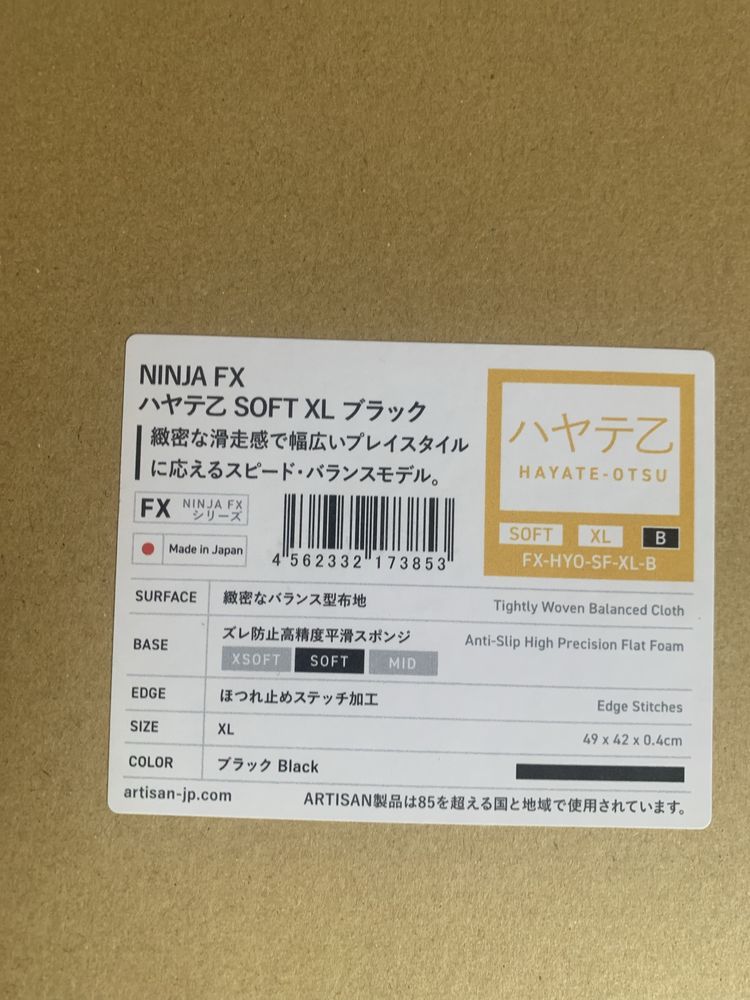 NINJA FX
ハヤテ乙 SOFT XL ブラック
緻密な滑走感で幅広いプレイスタイル
に応えるスピード・バランスモデル。
FX NINJA FX
シリーズ
Made in Japan
4 562332 173853
ハヤテ乙
HAYATE-OTSU
SOFT XL B
FX-HYO-SF-XL-B
SURFACE 緻密なバランス型布地 Tightly Woven Balanced Cloth
BASE ズレ防止高精度平滑スポンジ Anti-Slip High Precision Flat Foam
XSOFT SOFT MID
EDGE ほつれ止めステッチ加工 Edge Stitches
SIZE XL 49 x 42 x 0.4cm
COLOR ブラック Black
artisan-jp.com ARTISAN製品は85を超える国と地域で使用されています。